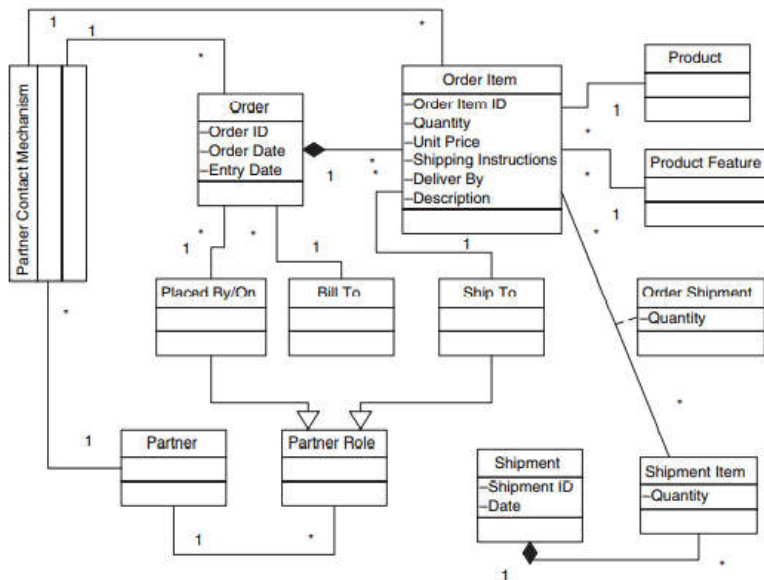 1
*
1
*
Partner Contact Mechanism
Order
–Order ID
–Order Date
–Entry Date
Order Item
–Order Item ID
–Quantity
–Unit Price
–Shipping Instructions
–Deliver By
–Description
Product
1
*
Product Feature
*
1
1
*
*
1
*
*
1
1
*
Placed By/On
Bill To
Ship To
Order Shipment
–Quantity
*
*
1
Partner
Partner Role
Shipment
–Shipment ID
–Date
Shipment Item
–Quantity
1
*
1
*